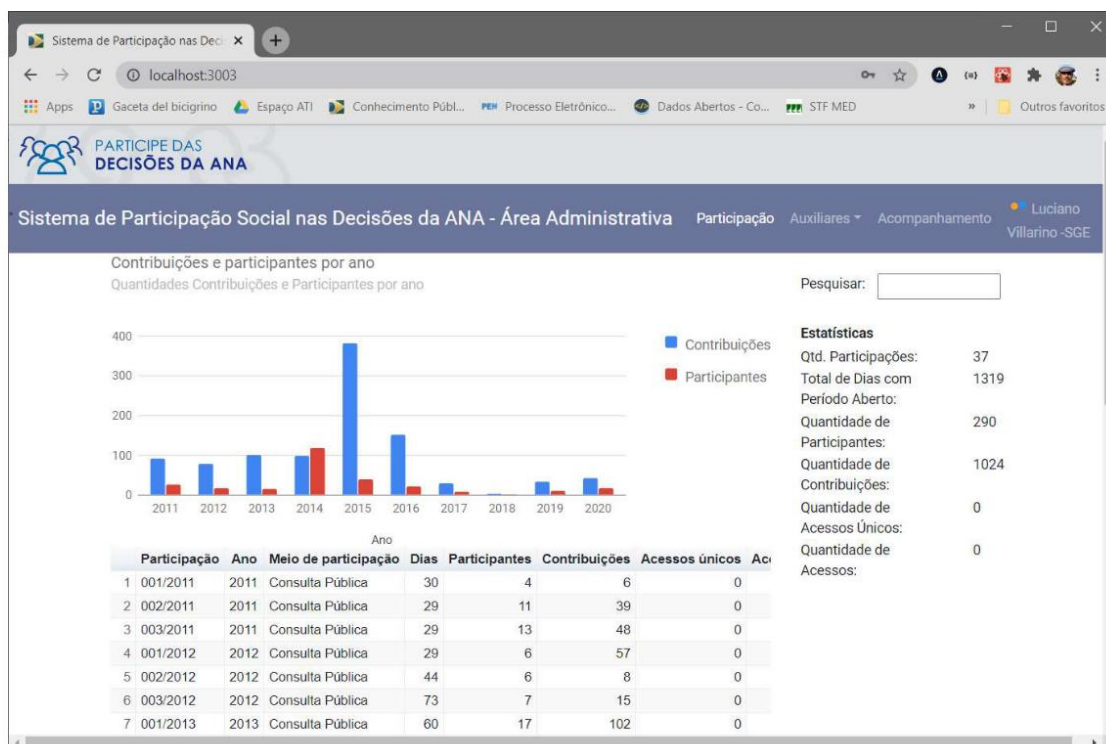 Sistema de Participação nas Deci
localhost:3003
Apps Gaceta del bicigrino Espaço ATI Conhecimento Públ... PEN Processo Eletrônico... Dados Abertos - Co... STF MED » Outros favoritos
PARTICIPE DAS
DECISÕES DA ANA
Sistema de Participação Social nas Decisões da ANA - Área Administrativa Participação Auxiliares Acompanhamento Luciano
Villarino -SGE
Contribuições e participantes por ano
Quantidades Contribuições e Participantes por ano
Pesquisar:
400
300
200
100
0
Contribuições
Participantes
2011 2012 2013 2014 2015 2016 2017 2018 2019 2020
Ano
Estatísticas
Qtd. Participações: 37
Total de Dias com 1319
Período Aberto:
Quantidade de 290
Participantes:
Quantidade de 1024
Contribuições:
Quantidade de 0
Acessos Únicos:
Quantidade de 0
Acessos:
Participação Ano Meio de participação Dias Participantes Contribuições Acessos únicos Ac
1 001/2011 2011 Consulta Pública 30 4 6 0
2 002/2011 2011 Consulta Pública 29 11 39 0
3 003/2011 2011 Consulta Pública 29 13 48 0
4 001/2012 2012 Consulta Pública 29 6 57 0
5 002/2012 2012 Consulta Pública 44 6 8 0
6 003/2012 2012 Consulta Pública 73 7 15 0
7 001/2013 2013 Consulta Pública 60 17 102 0